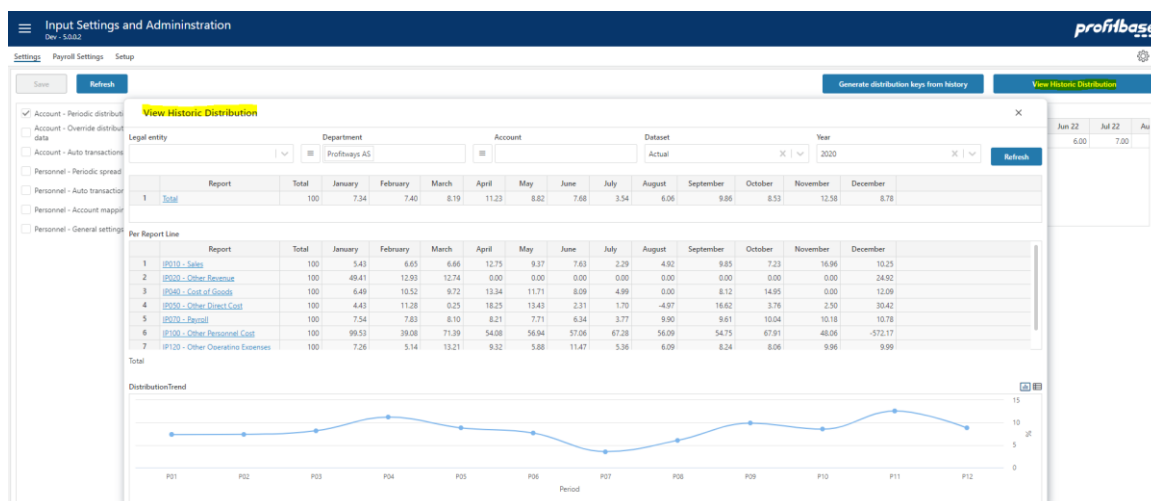 Input Settings and Admininstration
Dev - 5.0.0.2
profitbase
Settings Payroll Settings Setup
Save Refresh Generate distribution keys from history View Historic Distribution
Account - Periodic distributi
Account - Override distribut
data
Account - Auto transactions
Personnel - Periodic spread
Personnel - Auto transaction
Personnel - Account mappin
Personnel - General settings
Jun 22 Jul 22 Au
6.00 7.00
View Historic Distribution
Legal entity Department Account Dataset Year
Profitways AS Actual 2020 Refresh
Report Total January February March April May June July August September October November December
1 Total 100 7.34 7.40 8.19 11.23 8.82 7.68 3.54 6.06 9.86 8.53 12.58 8.78
Per Report Line
Report Total January February March April May June July August September October November December
1 IP010 - Sales 100 5.43 6.65 6.66 12.75 9.37 7.63 2.29 4.92 9.85 7.23 16.96 10.25
2 IP020 - Other Revenue 100 49.41 12.93 12.74 0.00 0.00 0.00 0.00 0.00 0.00 0.00 0.00 24.92
3 IP040 - Cost of Goods 100 6.49 10.52 9.72 13.34 11.71 8.09 4.99 0.00 8.12 14.95 0.00 12.09
4 IP050 - Other Direct Cost 100 4.43 11.28 0.25 18.25 13.43 2.31 1.70 -4.97 16.62 3.76 2.50 30.42
5 IP070 - Payroll 100 7.54 7.83 8.10 8.21 7.71 6.34 3.77 9.90 9.61 10.04 10.18 10.78
6 IP100 - Other Personnel Cost 100 99.53 39.08 71.39 54.08 56.94 57.06 67.28 56.09 54.75 67.91 48.06 -572.17
7 IP120 - Other Operating Expenses 100 7.26 5.14 13.21 9.32 5.88 11.47 5.36 6.09 8.24 8.06 9.96 9.99
Total
DistributionTrend
15
10
5
0
%
P01 P02 P03 P04 P05 P06 P07 P08 P09 P10 P11 P12
Period